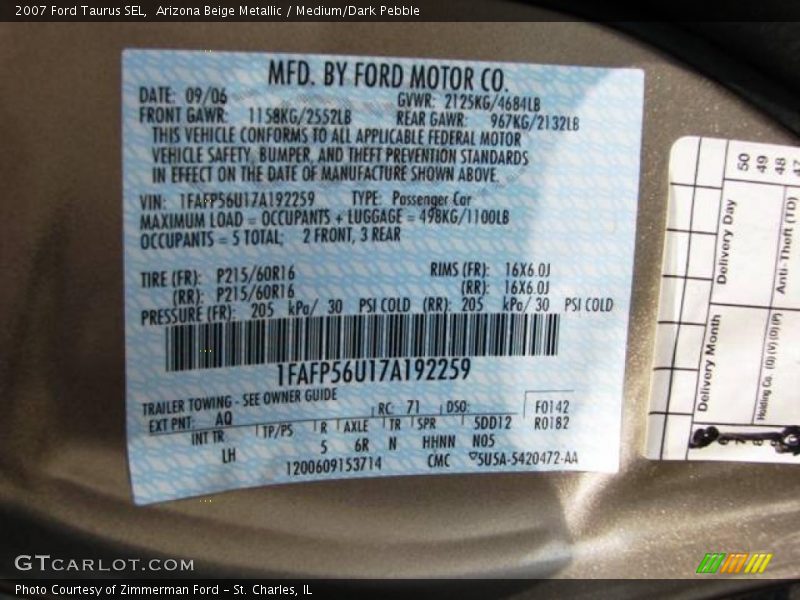 2007 Ford Taurus SEL,  Arizona Beige Metallic / Medium/Dark Pebble
MFD. BY FORD MOTOR CO.
DATE: 09/06 GVWR: 2125KG/4684LB
FRONT GAWR: 1158KG/2552LB REAR GAWR: 967KG/2132LB
THIS VEHICLE CONFORMS TO ALL APPLICABLE FEDERAL MOTOR
VEHICLE SAFETY, BUMPER, AND THEFT PREVENTION STANDARDS
IN EFFECT ON THE DATE OF MANUFACTURE SHOWN ABOVE.
VIN: 1FAFP56U17A192259 TYPE: Passenger Car
MAXIMUM LOAD = OCCUPANTS + LUGGAGE = 498KG/1100LB
OCCUPANTS = 5 TOTAL; 2 FRONT, 3 REAR
TIRE (FR): P215/60R16 RIMS (FR): 16X6.0J
(RR): P215/60R16 (RR): 16X6.0J
PRESSURE (FR): 205 kPa/ 30 PSI COLD (RR): 205 kPa/ 30 PSI COLD
1FAFP56U17A192259
TRAILER TOWING - SEE OWNER GUIDE
EXT PNT: AQ RC: 71 DSO: F0142
INT TR TP/PS R AXLE TR SPR 5DD12 R0182
LH 5 6R N HHNN N05
1200609153714 CMC 5U5A-5420472-AA
50
49
48
47
Delivery Day
Anti-Theft (TD)
Delivery Month
Holding Co. (O)(V)(D)(P)
GTCARLOT.COM
Photo Courtesy of Zimmerman Ford - St. Charles, IL